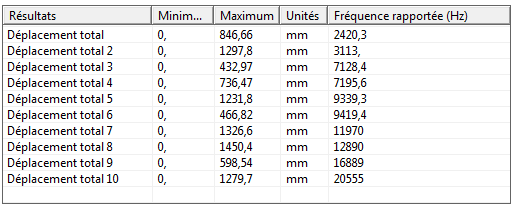 Résultats Minim... Maximum Unités Fréquence rapportée (Hz)
Déplacement total 0, 846,66 mm 2420,3
Déplacement total 2 0, 1297,8 mm 3113,
Déplacement total 3 0, 432,97 mm 7128,4
Déplacement total 4 0, 736,47 mm 7195,6
Déplacement total 5 0, 1231,8 mm 9339,3
Déplacement total 6 0, 466,82 mm 9419,4
Déplacement total 7 0, 1326,6 mm 11970
Déplacement total 8 0, 1450,4 mm 12890
Déplacement total 9 0, 598,54 mm 16889
Déplacement total 10 0, 1279,7 mm 20555